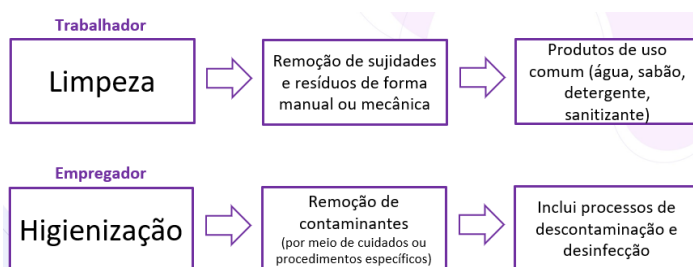 Trabalhador
Limpeza
Remoção de sujidades
e resíduos de forma
manual ou mecânica
Produtos de uso
comum (água, sabão,
detergente,
sanitizante)
Empregador
Higienização
Remoção de
contaminantes
(por meio de cuidados ou
procedimentos específicos)
Inclui processos de
descontaminação e
desinfecção